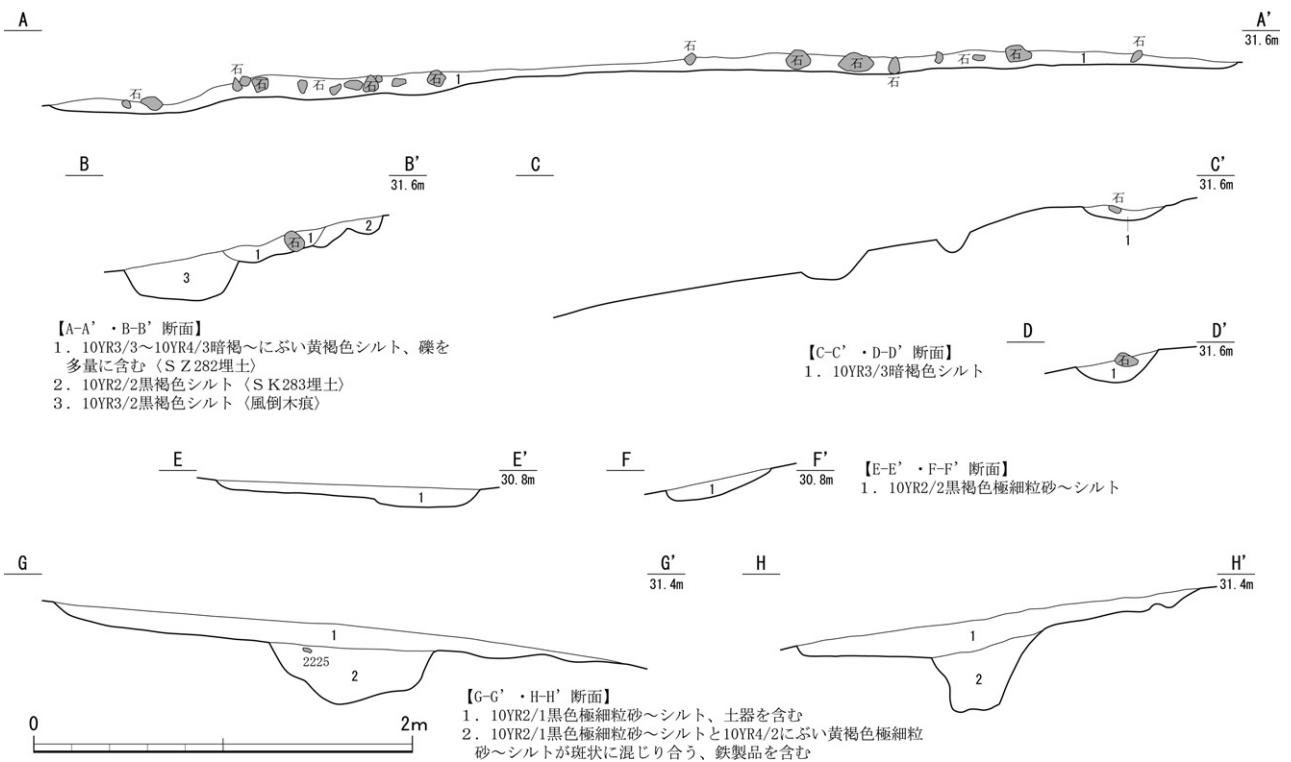 A
A'
31.6m
石
石
石
石
石
石
石
石
石
石
石
石
石
石
1
1
B
B'
31.6m
C
C'
31.6m
石
1
1
2
3
石
1
【A-A'・B-B' 断面】
1. 10YR3/3～10YR4/3暗褐～にぶい黄褐色シルト、礫を
多量に含む〈ＳＺ282埋土〉
2. 10YR2/2黒褐色シルト〈ＳＫ283埋土〉
3. 10YR3/2黒褐色シルト〈風倒木痕〉
【C-C'・D-D' 断面】
1. 10YR3/3暗褐色シルト
D
D'
31.6m
石
1
E
E'
30.8m
1
F
F'
30.8m
1
【E-E'・F-F' 断面】
1. 10YR2/2黒褐色極細粒砂～シルト
G
G'
31.4m
1
2225
2
H
H'
31.4m
1
2
【G-G'・H-H' 断面】
1. 10YR2/1黒色極細粒砂～シルト、土器を含む
2. 10YR2/1黒色極細粒砂～シルトと10YR4/2にぶい黄褐色極細粒
砂～シルトが斑状に混じり合う、鉄製品を含む
0
2m